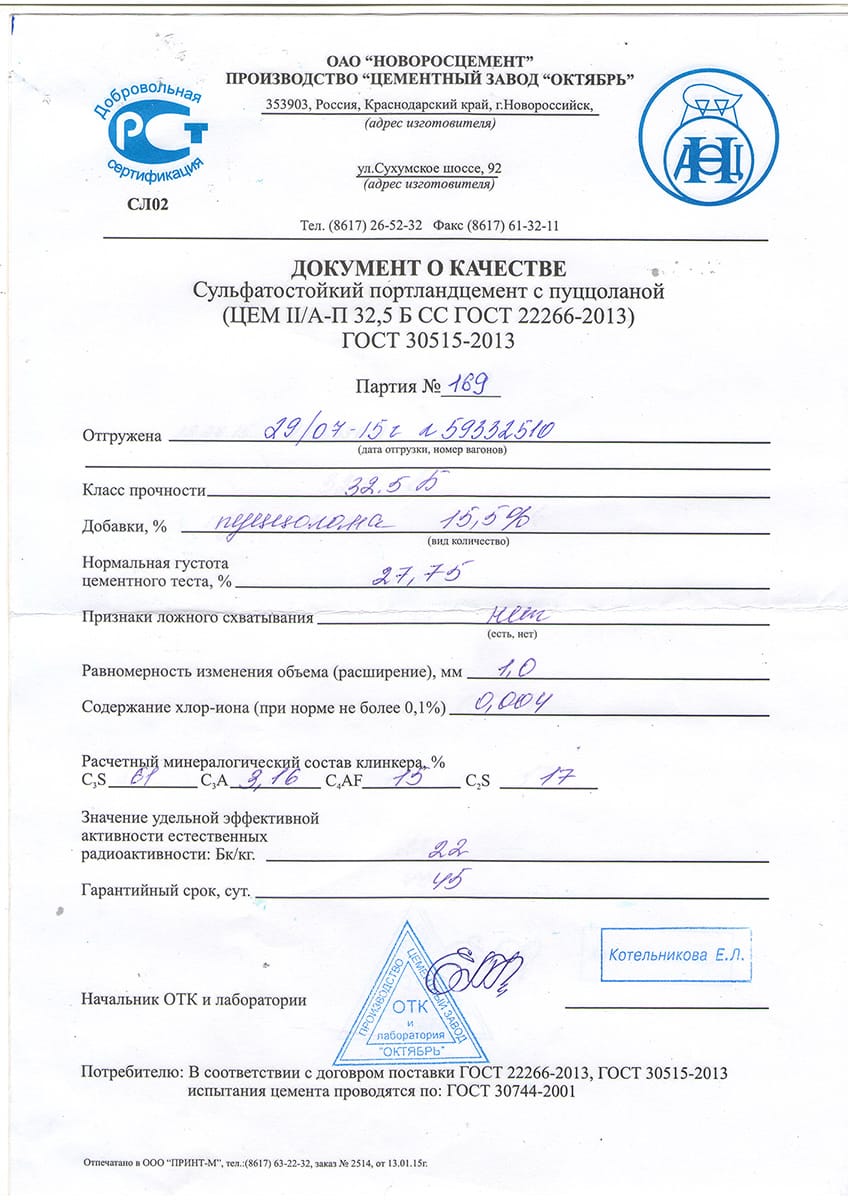 ОАО “НОВОРОСЦЕМЕНТ”
ПРОИЗВОДСТВО “ЦЕМЕНТНЫЙ ЗАВОД “ОКТЯБРЬ”
353903, Россия, Краснодарский край, г.Новороссийск,
(адрес изготовителя)
ул.Сухумское шоссе, 92
(адрес изготовителя)
Тел. (8617) 26-52-32 Факс (8617) 61-32-11
Добровольная
РСТ
сертификация
СЛ02
АОЦ
Н
ДОКУМЕНТ О КАЧЕСТВЕ
Сульфатостойкий портландцемент с пуццоланой
(ЦЕМ II/А-П 32,5 Б СС ГОСТ 22266-2013)
ГОСТ 30515-2013
Партия № 169
Отгружена 29/07-15г 59332510
(дата отгрузки, номер вагонов)
Класс прочности 32.5 Б
Добавки, % пуццолана 15,5%
(вид количество)
Нормальная густота
цементного теста, % 27,75
Признаки ложного схватывания нет
(есть, нет)
Равномерность изменения объема (расширение), мм 1,0
Содержание хлор-иона (при норме не более 0,1%) 0,004
Расчетный минералогический состав клинкера, %
C₃S 61 C₃A 3,16 C₄AF 15 C₂S 17
Значение удельной эффективной
активности естественных
радиоактивности: Бк/кг. 22
Гарантийный срок, сут. 45
Котельникова Е.Л.
Начальник ОТК и лаборатории
ПРОИЗВОДСТВО
ЦЕМЕНТНЫЙ ЗАВОД
ОТК
и
лаборатория
"ОКТЯБРЬ"
Потребителю: В соответствии с договром поставки ГОСТ 22266-2013, ГОСТ 30515-2013
испытания цемента проводятся по: ГОСТ 30744-2001
Отпечатано в ООО “ПРИНТ-М”, тел.:(8617) 63-22-32, заказ № 2514, от 13.01.15г.